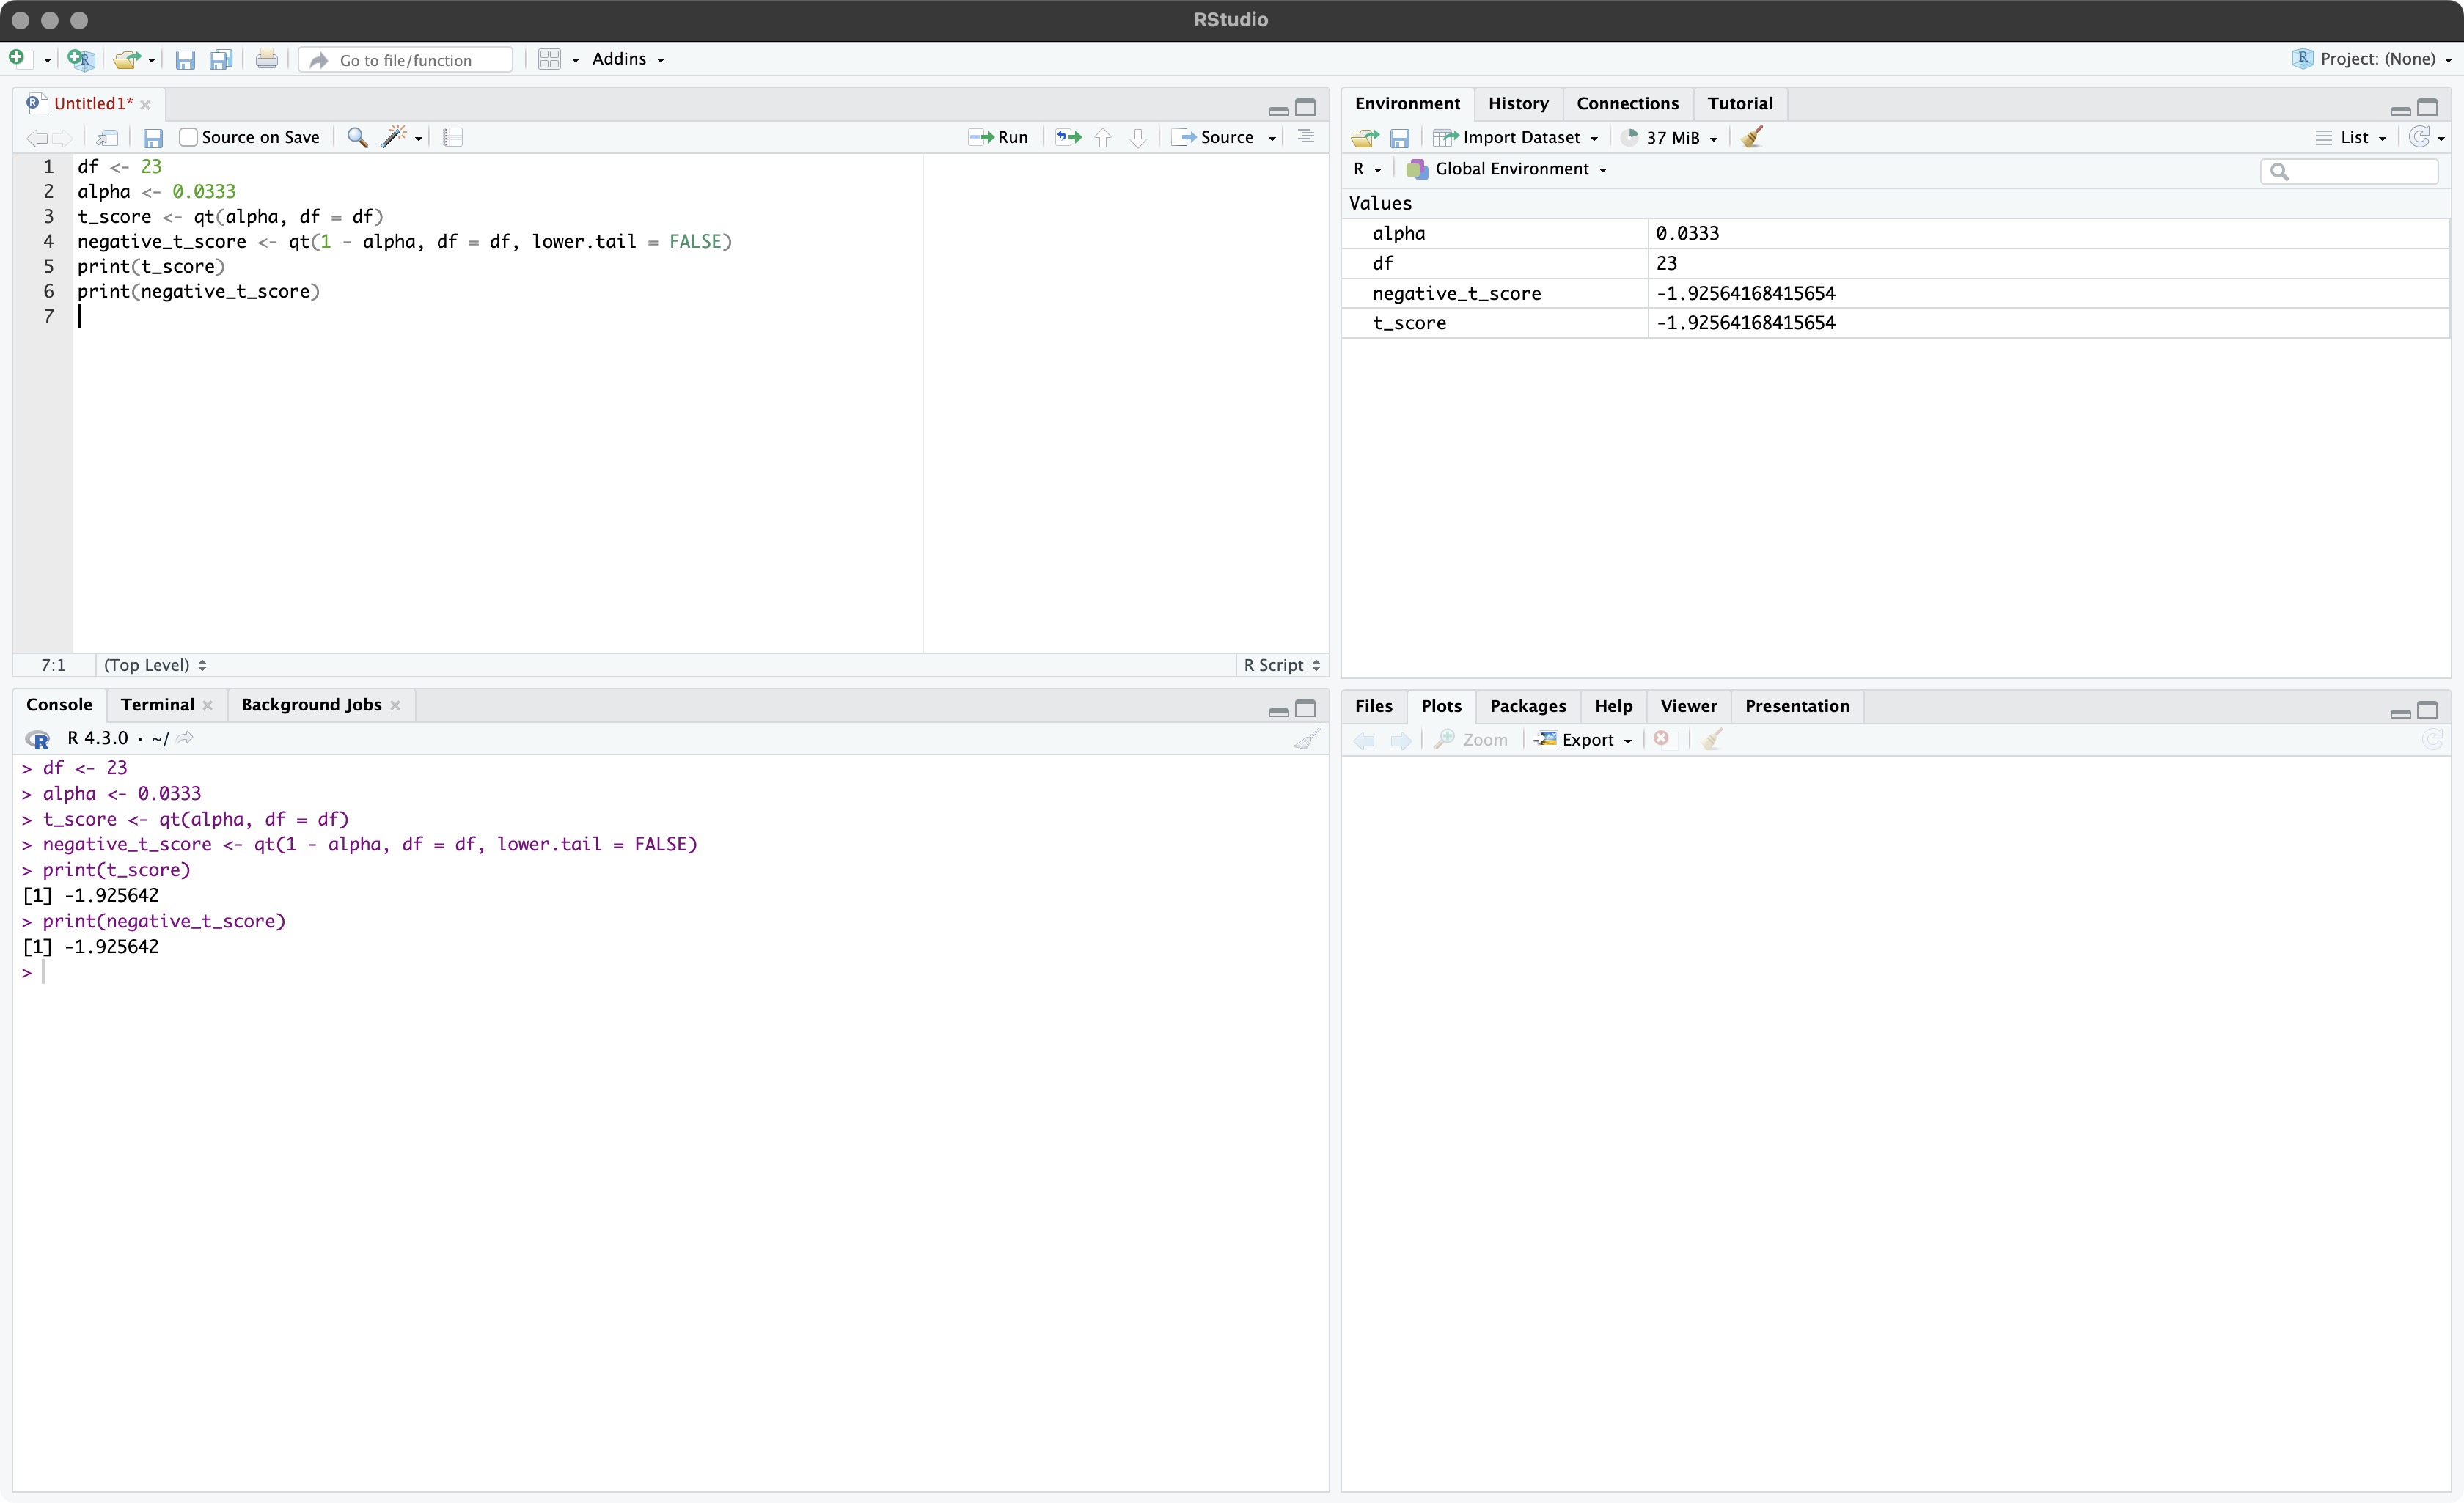 RStudio
Go to file/function
Addins
Project: (None)
Untitled1*
Source on Save
Run
Source
1 df <- 23
2 alpha <- 0.0333
3 t_score <- qt(alpha, df = df)
4 negative_t_score <- qt(1 - alpha, df = df, lower.tail = FALSE)
5 print(t_score)
6 print(negative_t_score)
7
7:1 (Top Level) R Script
Console Terminal Background Jobs
R 4.3.0 · ~/
> df <- 23
> alpha <- 0.0333
> t_score <- qt(alpha, df = df)
> negative_t_score <- qt(1 - alpha, df = df, lower.tail = FALSE)
> print(t_score)
[1] -1.925642
> print(negative_t_score)
[1] -1.925642
>
Environment History Connections Tutorial
Import Dataset 37 MiB List
R Global Environment
Values
alpha 0.0333
df 23
negative_t_score -1.92564168415654
t_score -1.92564168415654
Files Plots Packages Help Viewer Presentation
Zoom Export